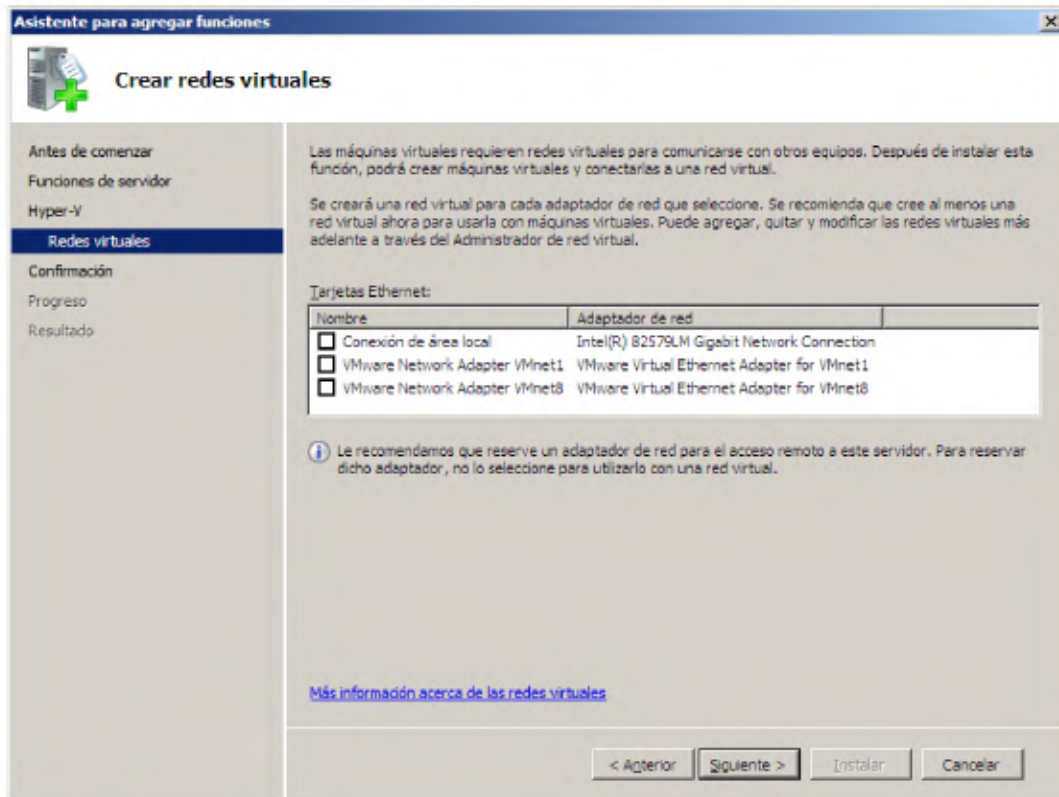 Asistente para agregar funciones
Crear redes virtuales
Antes de comenzar
Funciones de servidor
Hyper-V
Redes virtuales
Confirmación
Progreso
Resultado
Las máquinas virtuales requieren redes virtuales para comunicarse con otros equipos. Después de instalar esta
función, podrá crear máquinas virtuales y conectarlas a una red virtual.
Se creará una red virtual para cada adaptador de red que seleccione. Se recomienda que cree al menos una
red virtual ahora para usarla con máquinas virtuales. Puede agregar, quitar y modificar las redes virtuales más
adelante a través del Administrador de red virtual.
Tarjetas Ethernet:
Nombre Adaptador de red
Conexión de área local Intel(R) 82579LM Gigabit Network Connection
VMware Network Adapter VMnet1 VMware Virtual Ethernet Adapter for VMnet1
VMware Network Adapter VMnet8 VMware Virtual Ethernet Adapter for VMnet8
Le recomendamos que reserve un adaptador de red para el acceso remoto a este servidor. Para reservar
dicho adaptador, no lo seleccione para utilizarlo con una red virtual.
Más información acerca de las redes virtuales
< Anterior Siguiente > Instalar Cancelar